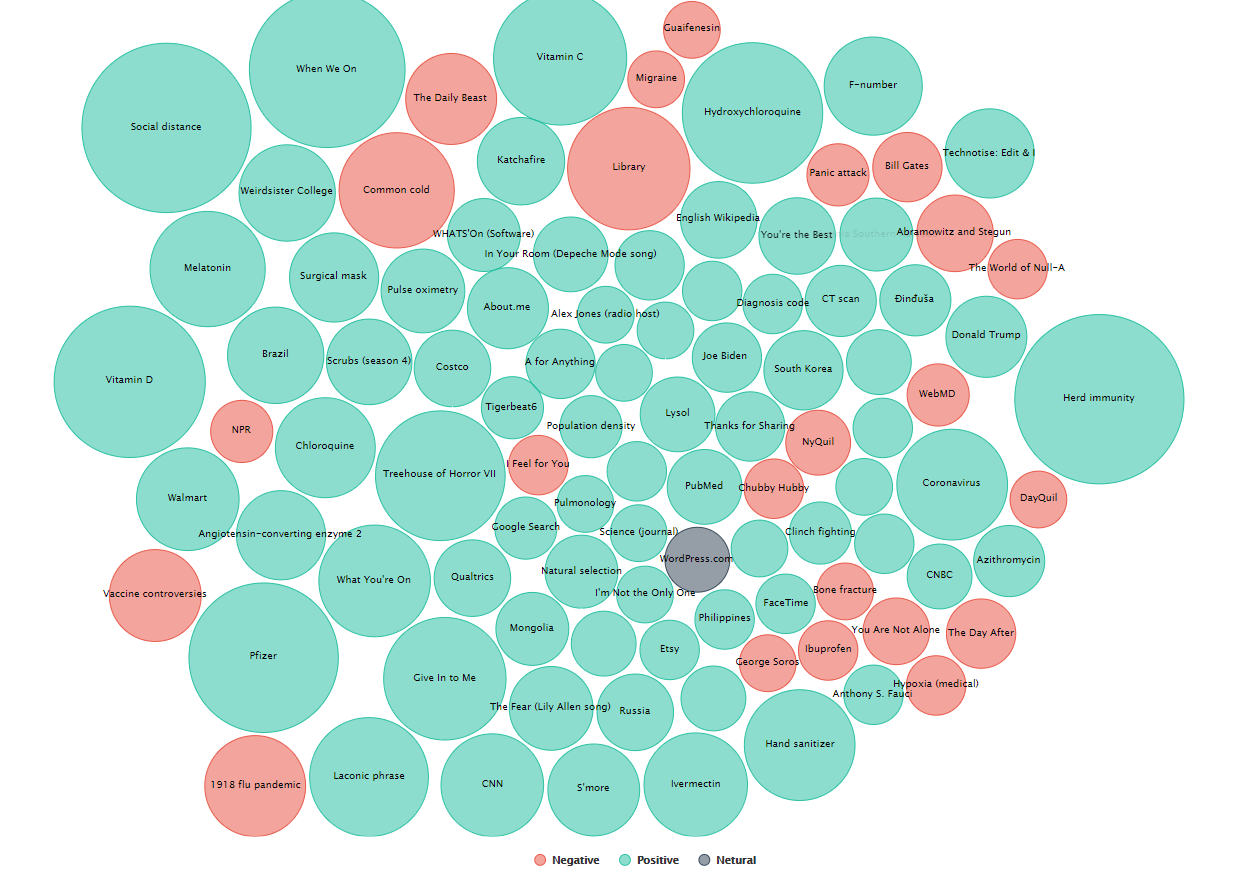 Guaifenesin
Vitamin C
When We On
Migraine
F-number
The Daily Beast
Hydroxychloroquine
Social distance
Technotise: Edit & I
Katchafire
Library
Bill Gates
Panic attack
Weirdsister College
Common cold
English Wikipedia
WHATS'On (Software)
You're the Best
Southern
Abramowitz and Stegun
In Your Room (Depeche Mode song)
Melatonin
The World of Null-A
Surgical mask
Pulse oximetry
Diagnosis code
CT scan
Đinđuša
About.me
Alex Jones (radio host)
Donald Trump
Brazil
Scrubs (season 4)
Costco
A for Anything
Joe Biden
South Korea
Vitamin D
WebMD
Herd immunity
Tigerbeat6
Lysol
NPR
Population density
Thanks for Sharing
Chloroquine
NyQuil
I Feel for You
Treehouse of Horror VII
Coronavirus
PubMed
Chubby Hubby
Walmart
Pulmonology
DayQuil
Angiotensin-converting enzyme 2
Google Search
Science (journal)
Clinch fighting
WordPress.com
Azithromycin
Natural selection
Qualtrics
What You're On
CNBC
Vaccine controversies
I'm Not the Only One
Bone fracture
FaceTime
Philippines
Mongolia
You Are Not Alone
The Day After
Pfizer
Etsy
Ibuprofen
George Soros
Give In to Me
Hypoxia (medical)
Anthony S. Fauci
The Fear (Lily Allen song)
Russia
Hand sanitizer
Laconic phrase
1918 flu pandemic
CNN
S'more
Ivermectin
Negative
Positive
Netural